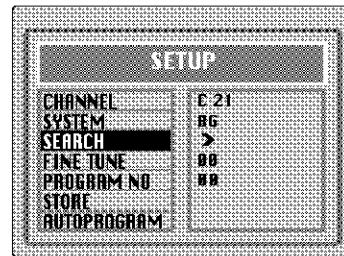 SETUP
CHANNEL C 21
SYSTEM BG
SEARCH >
FINE TUNE 00
PROGRAM NO 00
STORE
AUTOPROGRAM